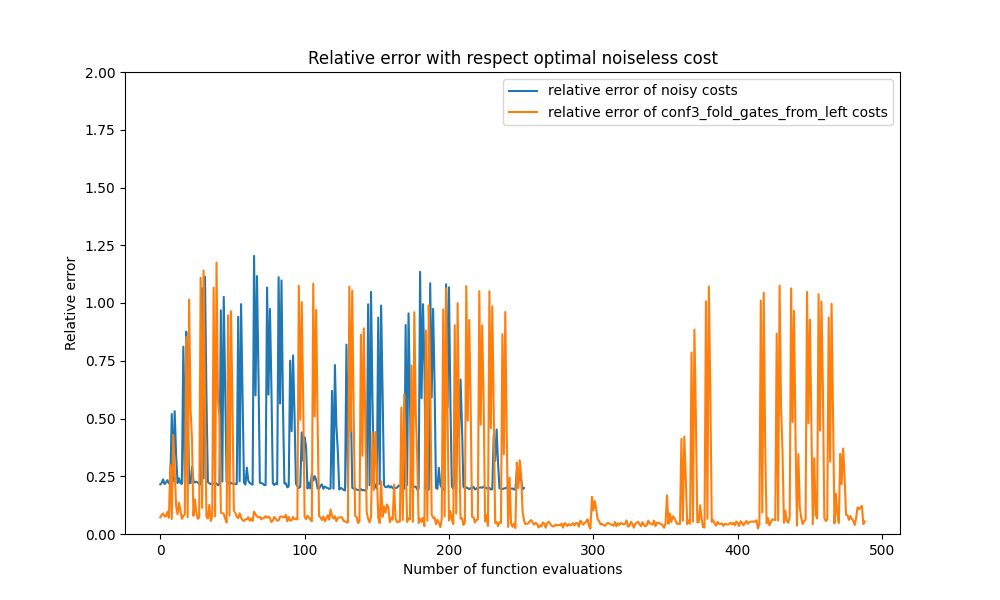 Relative error with respect optimal noiseless cost
2.00
relative error of noisy costs
relative error of conf3_fold_gates_from_left costs
1.75
1.50
1.25
1.00
0.75
0.50
0.25
0.00
Relative error
0 100 200 300 400 500
Number of function evaluations